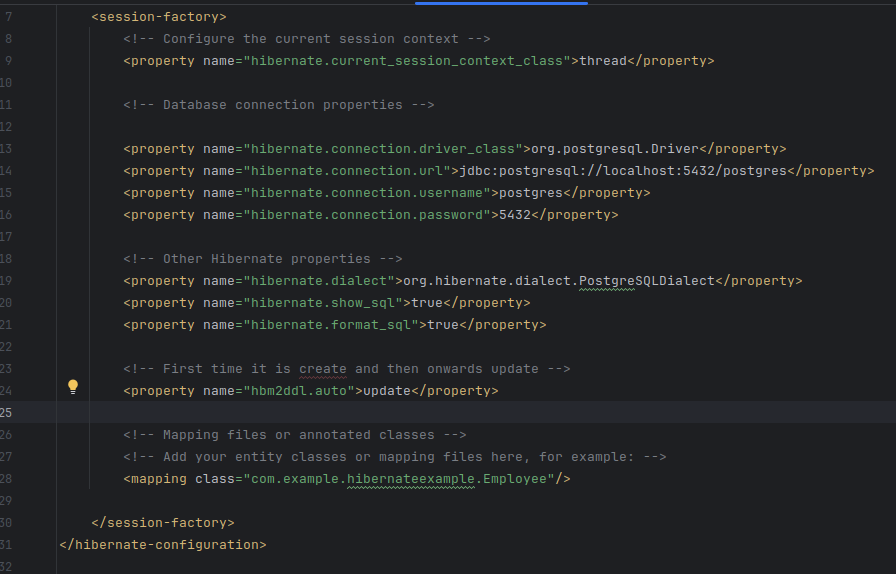 7 <session-factory>
8 <!-- Configure the current session context -->
9 <property name="hibernate.current_session_context_class">thread</property>
10
11 <!-- Database connection properties -->
12
13 <property name="hibernate.connection.driver_class">org.postgresql.Driver</property>
14 <property name="hibernate.connection.url">jdbc:postgresql://localhost:5432/postgres</property>
15 <property name="hibernate.connection.username">postgres</property>
16 <property name="hibernate.connection.password">5432</property>
17
18 <!-- Other Hibernate properties -->
19 <property name="hibernate.dialect">org.hibernate.dialect.PostgreSQLDialect</property>
20 <property name="hibernate.show_sql">true</property>
21 <property name="hibernate.format_sql">true</property>
22
23 <!-- First time it is create and then onwards update -->
24 <property name="hbm2ddl.auto">update</property>
25
26 <!-- Mapping files or annotated classes -->
27 <!-- Add your entity classes or mapping files here, for example: -->
28 <mapping class="com.example.hibernateexample.Employee"/>
29
30 </session-factory>
31 </hibernate-configuration>
32